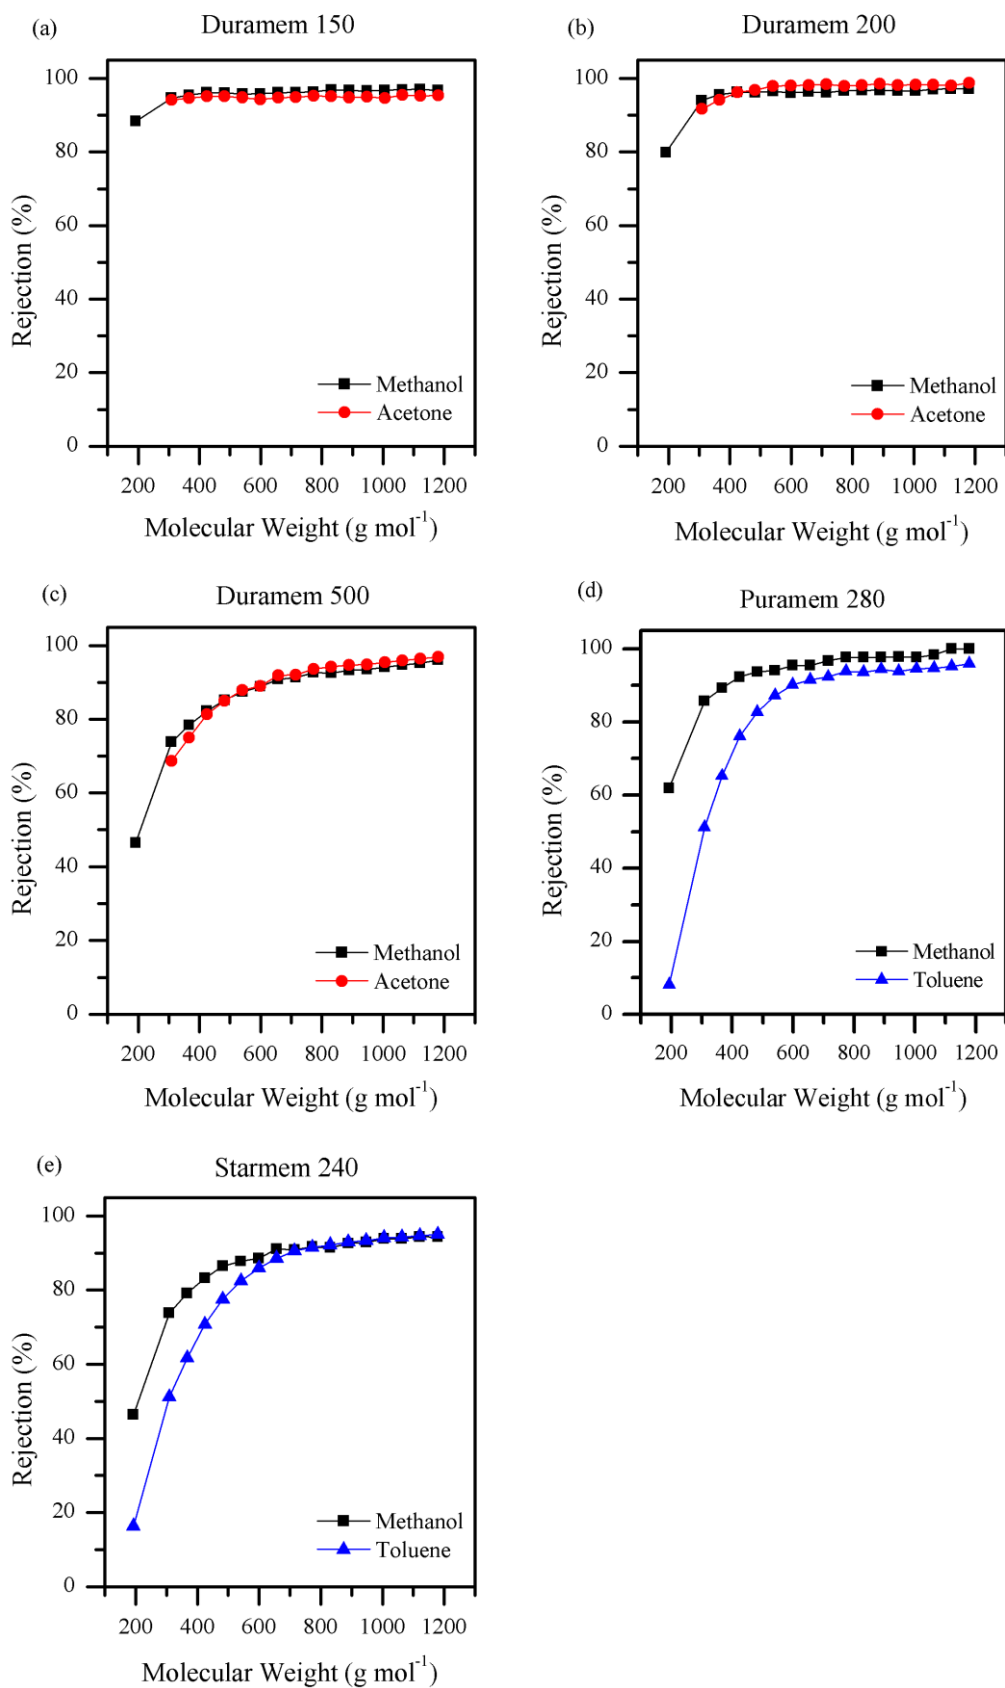 (a)
Duramem 150
100
80
60
40
20
0
Rejection (%)
Methanol
Acetone
200 400 600 800 1000 1200
Molecular Weight (g mol⁻¹)
(b)
Duramem 200
100
80
60
40
20
0
Rejection (%)
Methanol
Acetone
200 400 600 800 1000 1200
Molecular Weight (g mol⁻¹)
(c)
Duramem 500
100
80
60
40
20
0
Rejection (%)
Methanol
Acetone
200 400 600 800 1000 1200
Molecular Weight (g mol⁻¹)
(d)
Puramem 280
100
80
60
40
20
0
Rejection (%)
Methanol
Toluene
200 400 600 800 1000 1200
Molecular Weight (g mol⁻¹)
(e)
Starmem 240
100
80
60
40
20
0
Rejection (%)
Methanol
Toluene
200 400 600 800 1000 1200
Molecular Weight (g mol⁻¹)